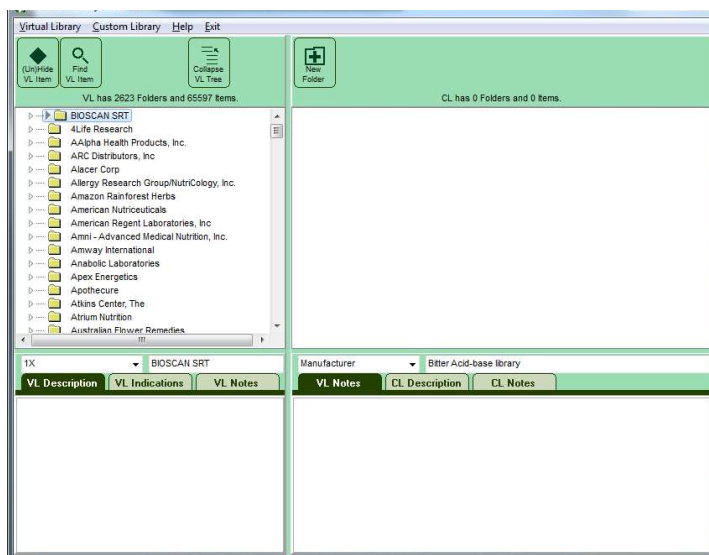 Virtual Library Custom Library Help Exit
(Un)Hide
VL Item
Find
VL Item
Collapse
VL Tree
New
Folder
VL has 2623 Folders and 65597 Items.
CL has 0 Folders and 0 Items.
BIOSCAN SRT
4Life Research
AAlpha Health Products, Inc.
ARC Distributors, Inc
Alacer Corp
Allergy Research Group/NutriCology, Inc.
Amazon Rainforest Herbs
American Nutriceuticals
American Regent Laboratories, Inc
Amni - Advanced Medical Nutrition, Inc.
Amway International
Anabolic Laboratories
Apex Energetics
Apothecure
Atkins Center, The
Atrium Nutrition
Australian Flower Remedies
1X
BIOSCAN SRT
Manufacturer
Bitter Acid-base library
VL Description VL Indications VL Notes
VL Notes CL Description CL Notes